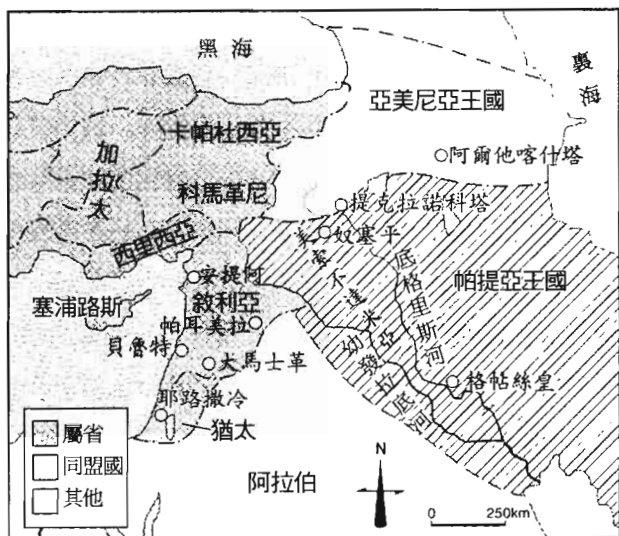 黑海
裏海
亞美尼亞王國
卡帕杜西亞
加拉太
阿爾他喀什塔
科馬革尼
提克拉諾科塔
奴塞平
西里西亞
美索不達米亞
底格里斯河
帕提亞王國
安提阿
敘利亞
塞浦路斯
帕耳美拉
幼發拉底河
貝魯特
大馬士革
格帖絲皇
耶路撒冷
猶太
阿拉伯
屬省
同盟國
其他
N
0 250km